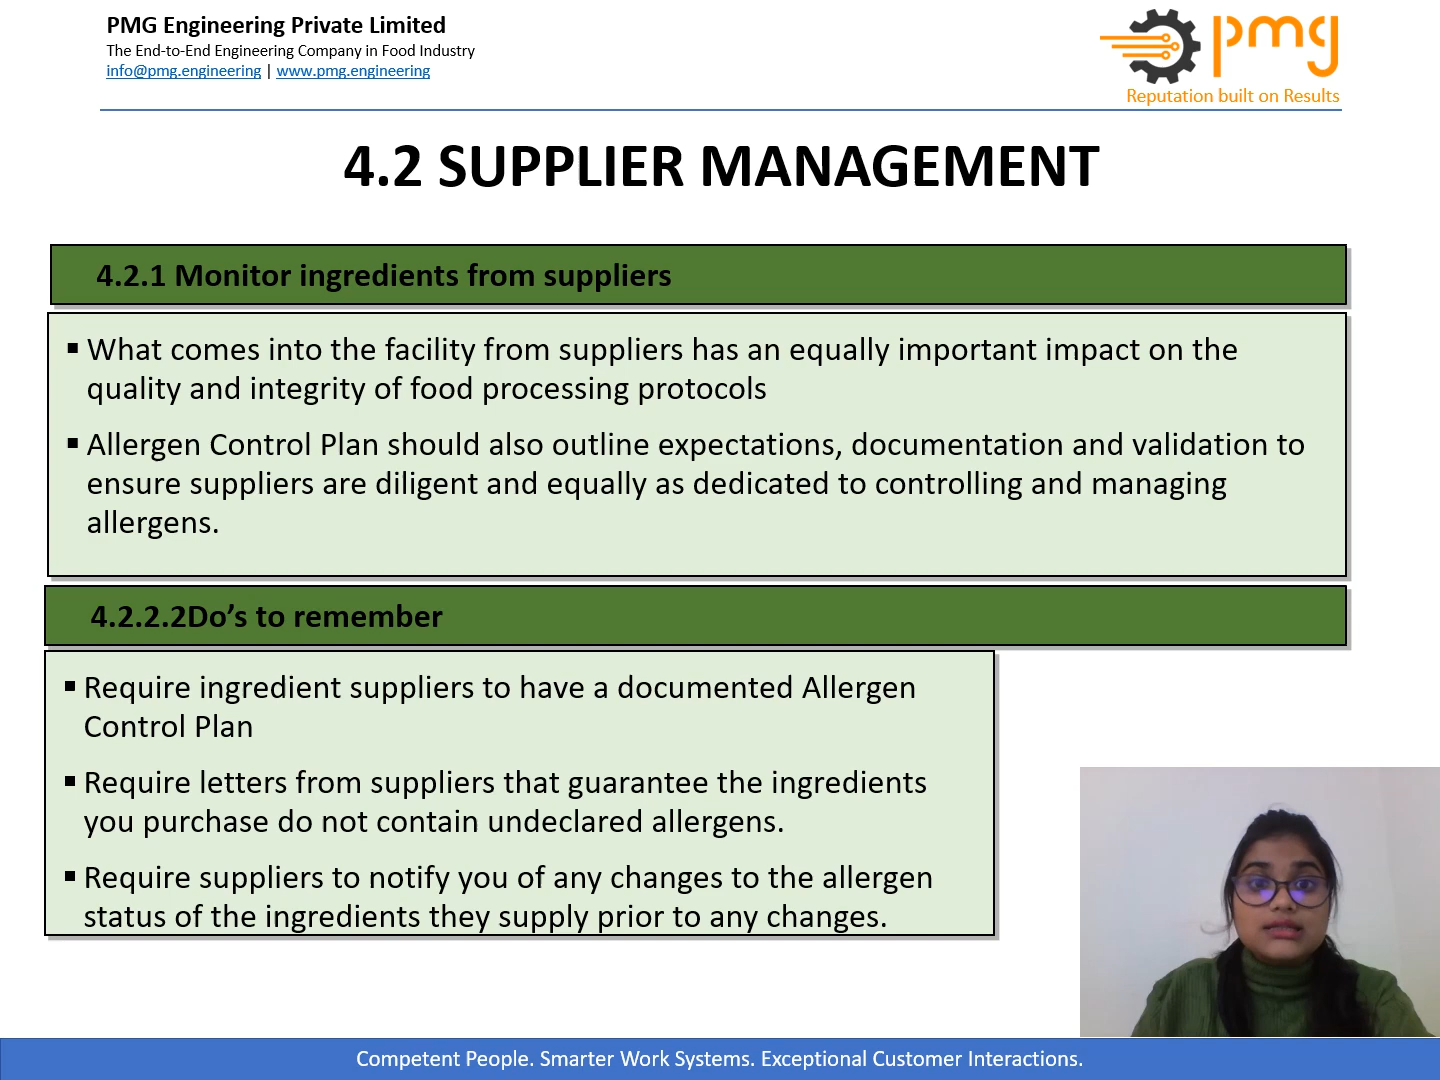 PMG Engineering Private Limited
The End-to-End Engineering Company in Food Industry
info@pmg.engineering | www.pmg.engineering
pmg
Reputation built on Results
4.2 SUPPLIER MANAGEMENT
4.2.1 Monitor ingredients from suppliers
▪ What comes into the facility from suppliers has an equally important impact on the
quality and integrity of food processing protocols
▪ Allergen Control Plan should also outline expectations, documentation and validation to
ensure suppliers are diligent and equally as dedicated to controlling and managing
allergens.
4.2.2.2Do’s to remember
▪ Require ingredient suppliers to have a documented Allergen
Control Plan
▪ Require letters from suppliers that guarantee the ingredients
you purchase do not contain undeclared allergens.
▪ Require suppliers to notify you of any changes to the allergen
status of the ingredients they supply prior to any changes.
Competent People. Smarter Work Systems. Exceptional Customer Interactions.